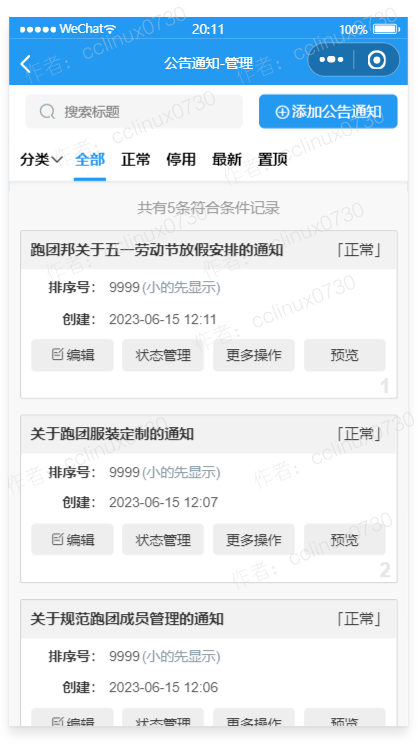 WeChat 20:11 100%
公告通知-管理
搜索标题 添加公告通知
分类 全部 正常 停用 最新 置顶
共有5条符合条件记录
跑团邦关于五一劳动节放假安排的通知 「正常」
排序号： 9999 (小的先显示)
创建： 2023-06-15 12:11
编辑 状态管理 更多操作 预览
1
关于跑团服装定制的通知 「正常」
排序号： 9999 (小的先显示)
创建： 2023-06-15 12:07
编辑 状态管理 更多操作 预览
2
关于规范跑团成员管理的通知 「正常」
排序号： 9999 (小的先显示)
创建： 2023-06-15 12:06
编辑 状态管理 更多操作 预览
作者：cclinux0730